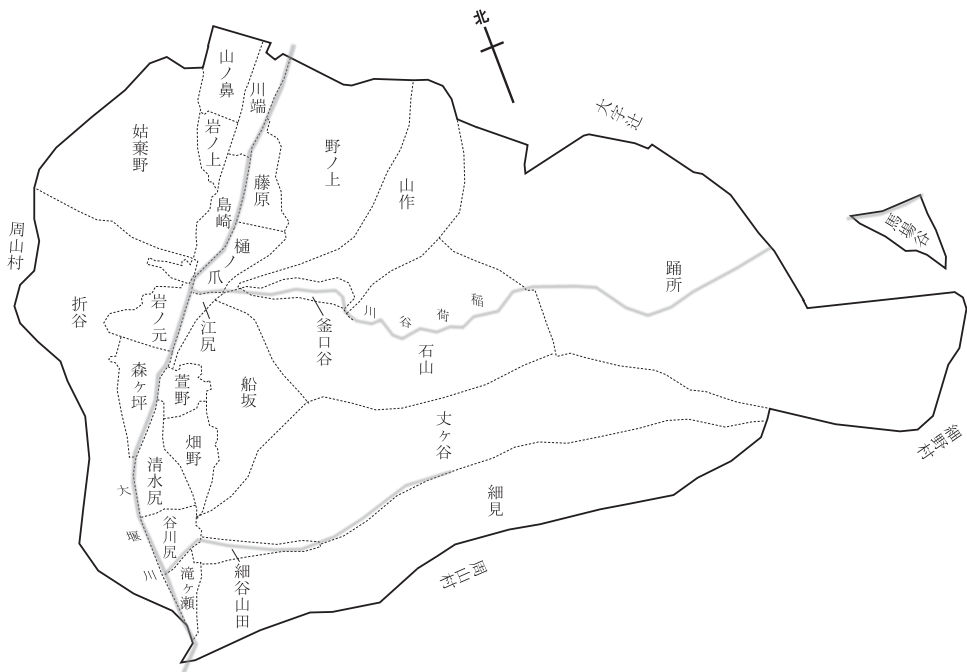 北
山ノ鼻
川端
岩ノ上
姑棄野
野ノ上
藤原
山作
島崎
大字辻
馬場谷
周山村
樋ノ爪
踊所
折谷
岩ノ元
江尻
釜口谷
稲荷谷川
石山
森ヶ坪
萱野
船坂
丈ヶ谷
畑野
細野村
清水尻
細見
大堰川
谷川尻
滝ヶ瀬
細谷山田
周山村